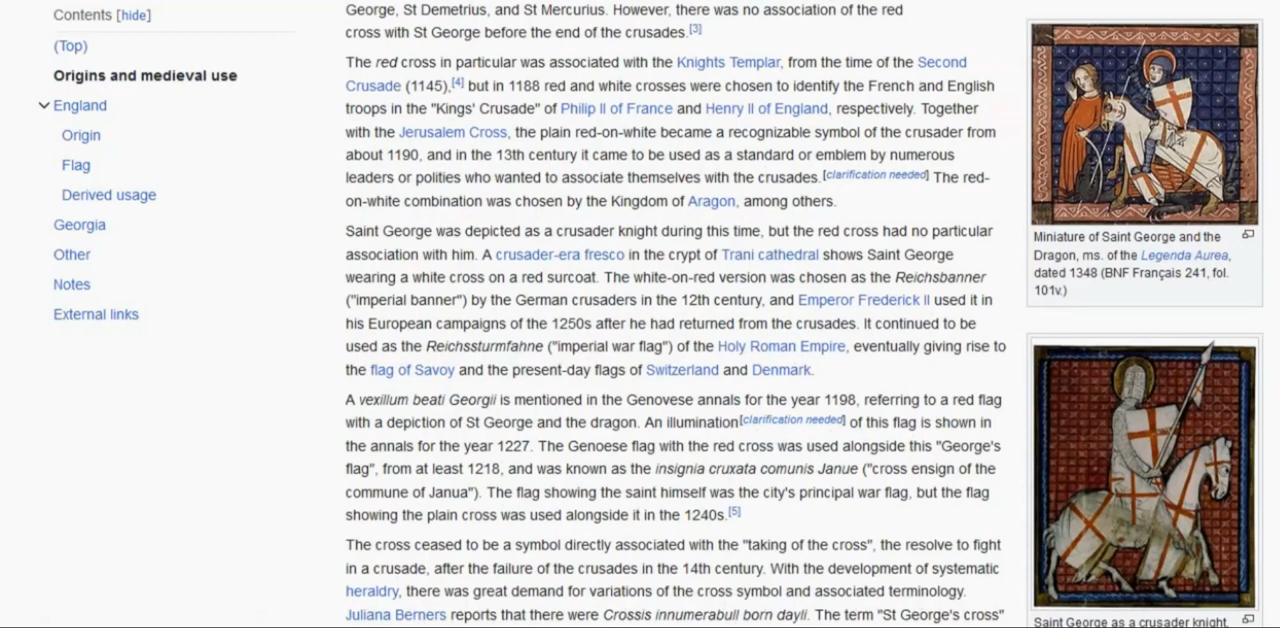 Contents [hide]
(Top)
Origins and medieval use
England
Origin
Flag
Derived usage
Georgia
Other
Notes
External links
George, St Demetrius, and St Mercurius. However, there was no association of the red
cross with St George before the end of the crusades.[3]
The red cross in particular was associated with the Knights Templar, from the time of the Second
Crusade (1145),[4] but in 1188 red and white crosses were chosen to identify the French and English
troops in the "Kings' Crusade" of Philip II of France and Henry II of England, respectively. Together
with the Jerusalem Cross, the plain red-on-white became a recognizable symbol of the crusader from
about 1190, and in the 13th century it came to be used as a standard or emblem by numerous
leaders or polities who wanted to associate themselves with the crusades.[clarification needed] The red-
on-white combination was chosen by the Kingdom of Aragon, among others.
Saint George was depicted as a crusader knight during this time, but the red cross had no particular
association with him. A crusader-era fresco in the crypt of Trani cathedral shows Saint George
wearing a white cross on a red surcoat. The white-on-red version was chosen as the Reichsbanner
("imperial banner") by the German crusaders in the 12th century, and Emperor Frederick II used it in
his European campaigns of the 1250s after he had returned from the crusades. It continued to be
used as the Reichssturmfahne ("imperial war flag") of the Holy Roman Empire, eventually giving rise to
the flag of Savoy and the present-day flags of Switzerland and Denmark.
A vexillum beati Georgii is mentioned in the Genovese annals for the year 1198, referring to a red flag
with a depiction of St George and the dragon. An illumination[clarification needed] of this flag is shown in
the annals for the year 1227. The Genoese flag with the red cross was used alongside this "George's
flag", from at least 1218, and was known as the insignia cruxata comunis Janue ("cross ensign of the
commune of Janua"). The flag showing the saint himself was the city's principal war flag, but the flag
showing the plain cross was used alongside it in the 1240s.[5]
The cross ceased to be a symbol directly associated with the "taking of the cross", the resolve to fight
in a crusade, after the failure of the crusades in the 14th century. With the development of systematic
heraldry, there was great demand for variations of the cross symbol and associated terminology.
Juliana Berners reports that there were Crossis innumerabull born dayli. The term "St George's cross"
Miniature of Saint George and the
Dragon, ms. of the Legenda Aurea,
dated 1348 (BNF Français 241, fol.
101v.)
Saint George as a crusader knight,